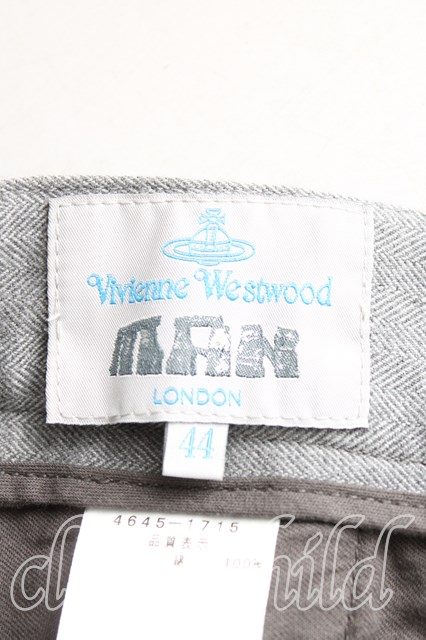 Vivienne Westwood
MAN
LONDON
44
4645-1715
品質表示
100%